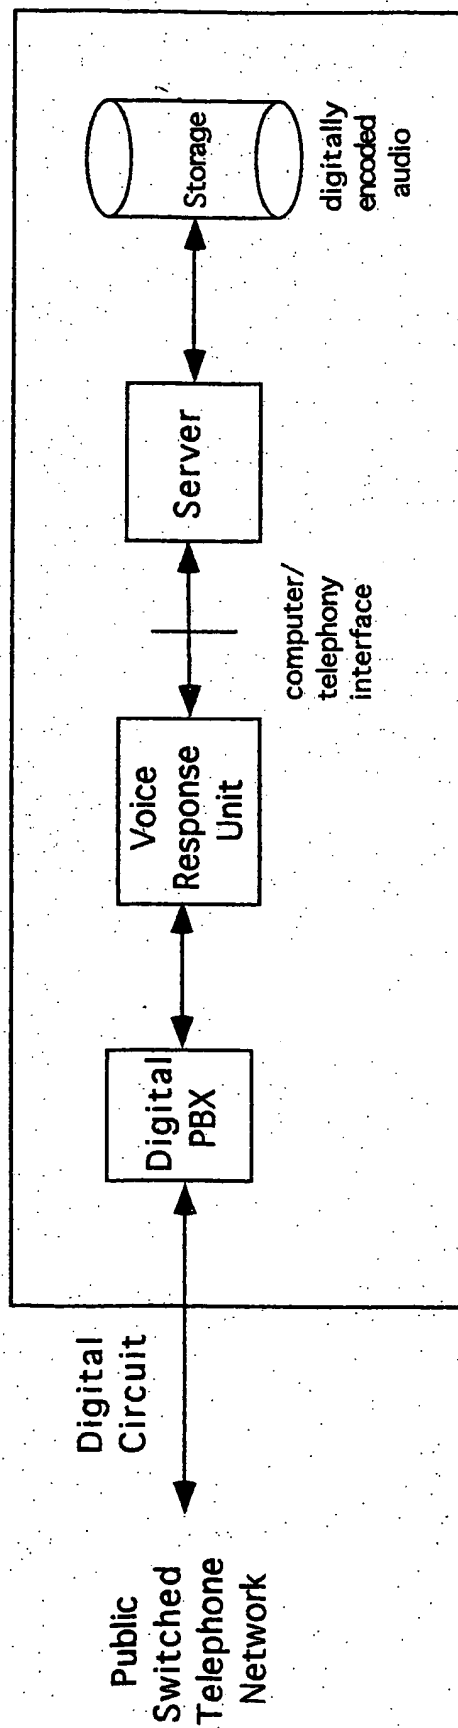 Public
Switched
Telephone
Network
Digital
Circuit
Digital
PBX
Voice
Response
Unit
computer/
telephony
interface
Server
Storage
digitally
encoded
audio